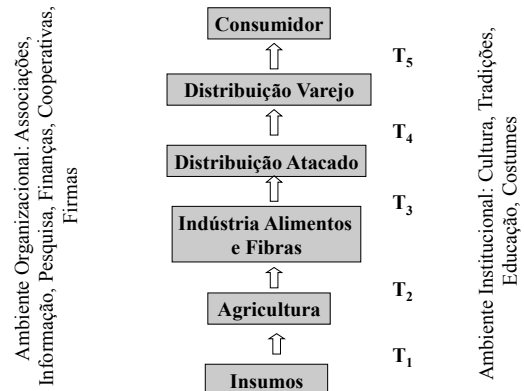 Ambiente Organizacional: Associações,
Informação, Pesquisa, Finanças, Cooperativas,
Firmas
Consumidor
T5
Distribuição Varejo
T4
Distribuição Atacado
T3
Indústria Alimentos
e Fibras
T2
Agricultura
T1
Insumos
Ambiente Institucional: Cultura, Tradições,
Educação, Costumes